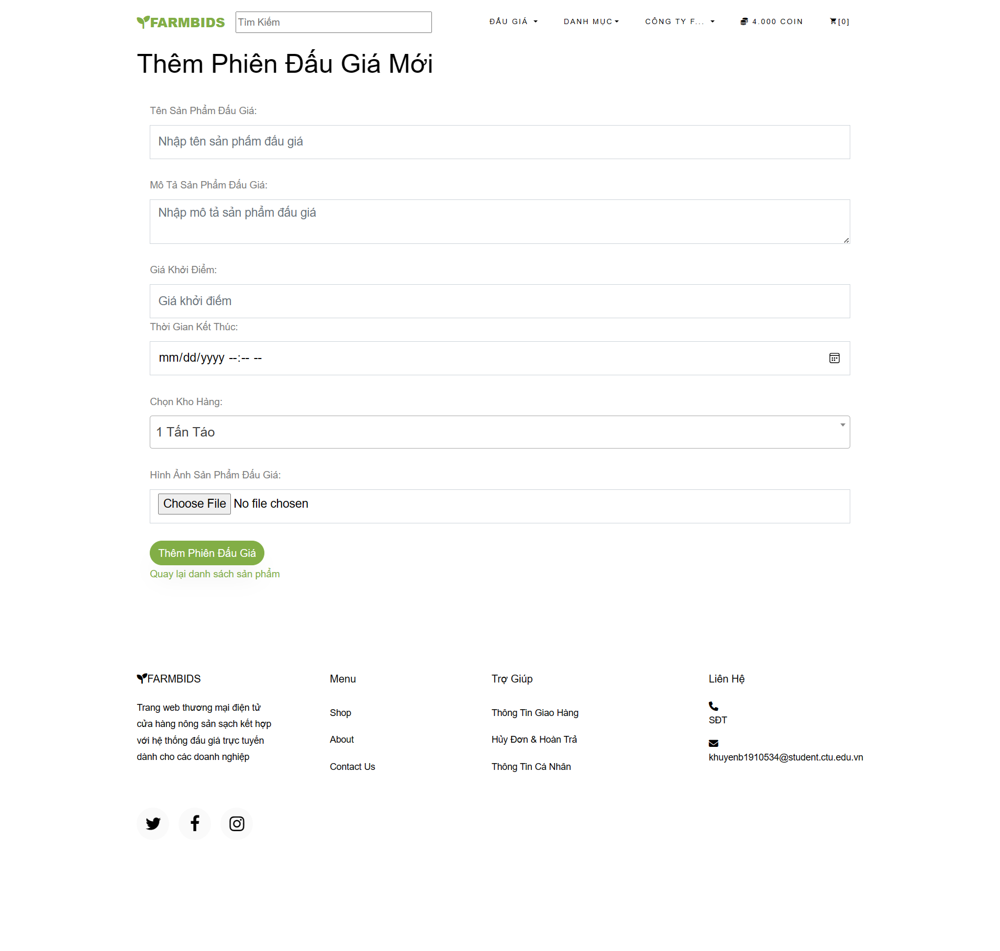 FARMBIDS
Tìm Kiếm
ĐẤU GIÁ
DANH MỤC
CÔNG TY F...
4.000 COIN
[0]
Thêm Phiên Đấu Giá Mới
Tên Sản Phẩm Đấu Giá:
Nhập tên sản phẩm đấu giá
Mô Tả Sản Phẩm Đấu Giá:
Nhập mô tả sản phẩm đấu giá
Giá Khởi Điểm:
Giá khởi điểm
Thời Gian Kết Thúc:
mm/dd/yyyy --:-- --
Chọn Kho Hàng:
1 Tấn Táo
Hình Ảnh Sản Phẩm Đấu Giá:
Choose File No file chosen
Thêm Phiên Đấu Giá
Quay lại danh sách sản phẩm
FARMBIDS
Trang web thương mại điện tử
cửa hàng nông sản sạch kết hợp
với hệ thống đấu giá trực tuyến
dành cho các doanh nghiệp
Menu
Shop
About
Contact Us
Trợ Giúp
Thông Tin Giao Hàng
Hủy Đơn & Hoàn Trả
Thông Tin Cá Nhân
Liên Hệ
SĐT
khuyenb1910534@student.ctu.edu.vn